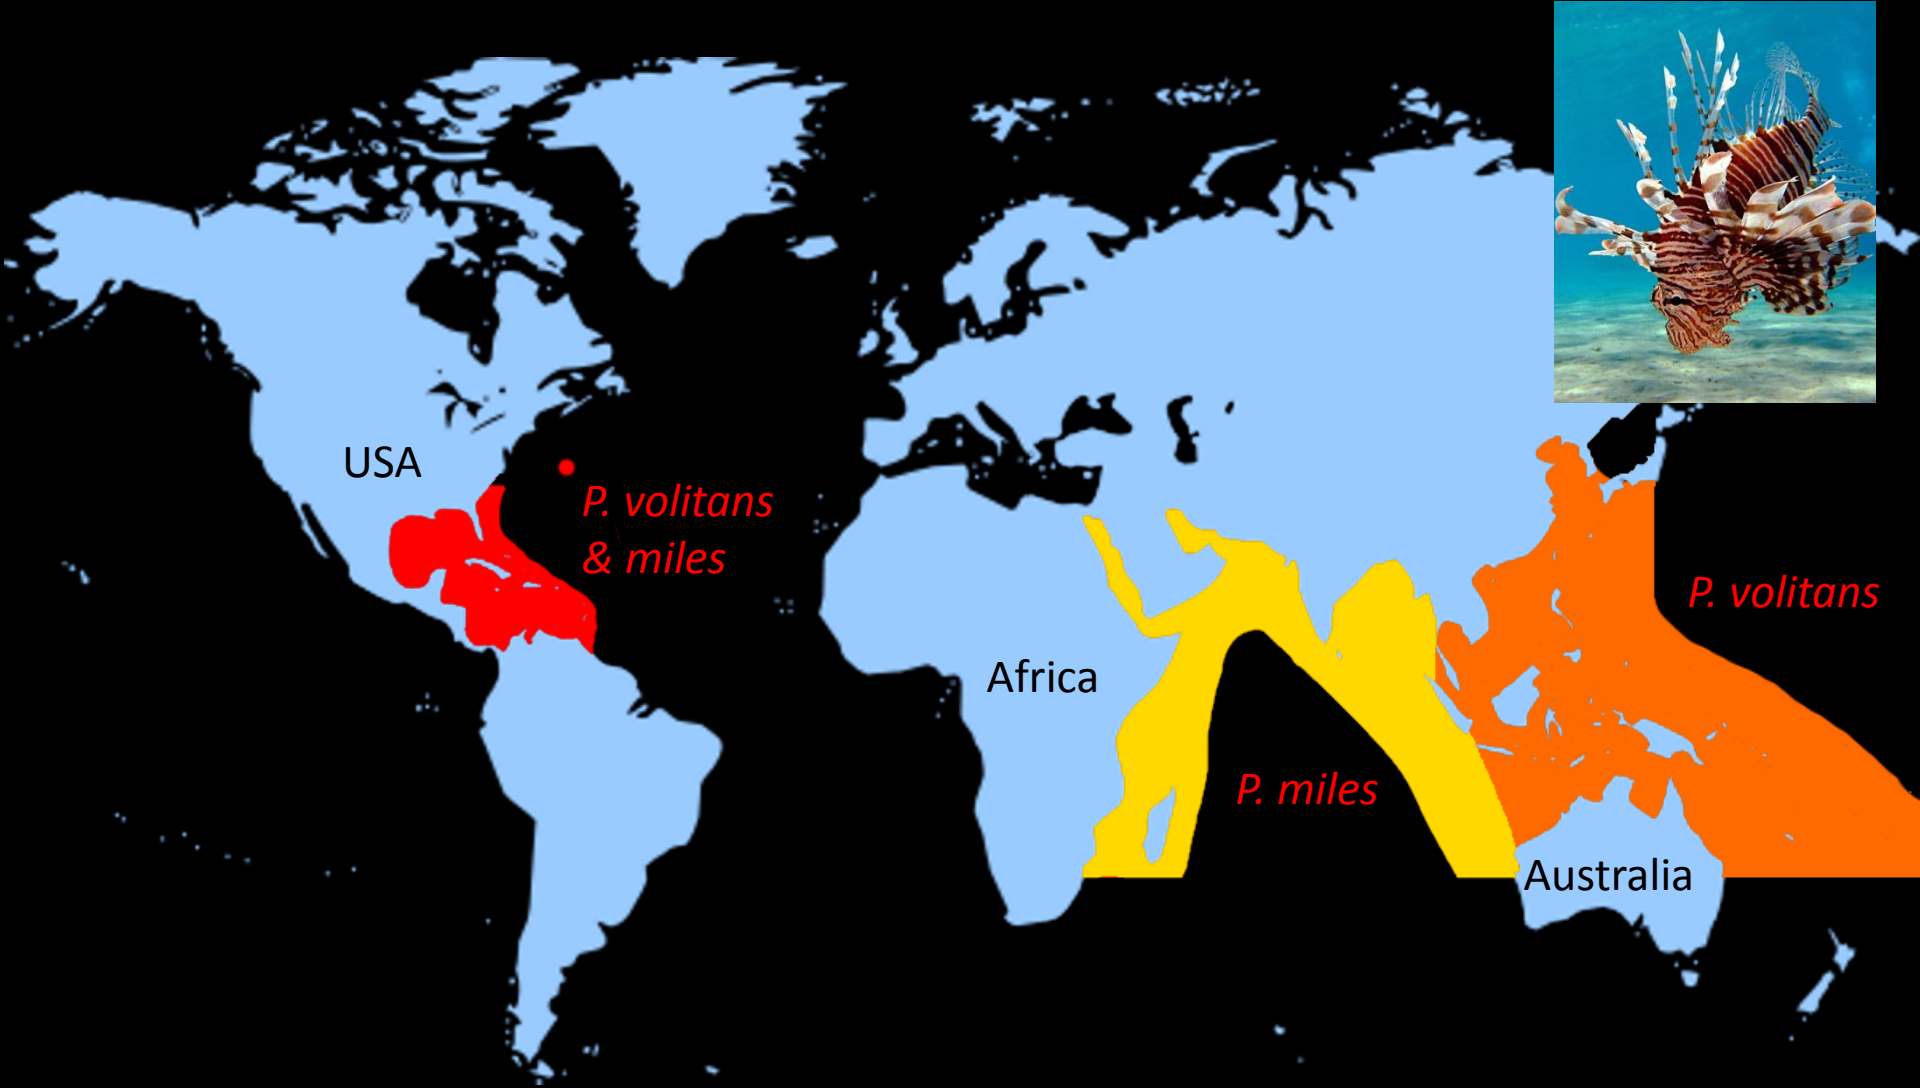 USA
P. volitans
& miles
P. volitans
Africa
P. miles
Australia